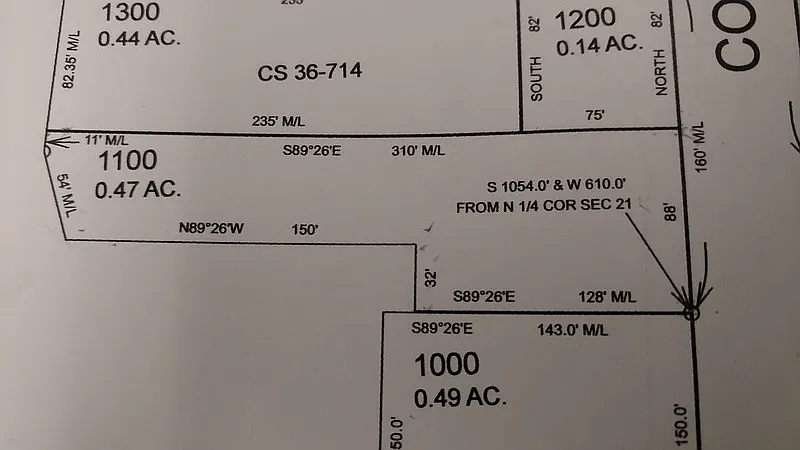 235'
1300
0.44 AC.
82.35' M/L
CS 36-714
SOUTH 82'
1200
0.14 AC.
NORTH 82'
CO
235' M/L
75'
11' M/L
S89°26'E 310' M/L
160' M/L
1100
0.47 AC.
54' M/L
S 1054.0' & W 610.0'
FROM N 1/4 COR SEC 21
88'
N89°26'W 150'
32'
S89°26'E 128' M/L
S89°26'E 143.0' M/L
1000
0.49 AC.
50.0'
150.0'